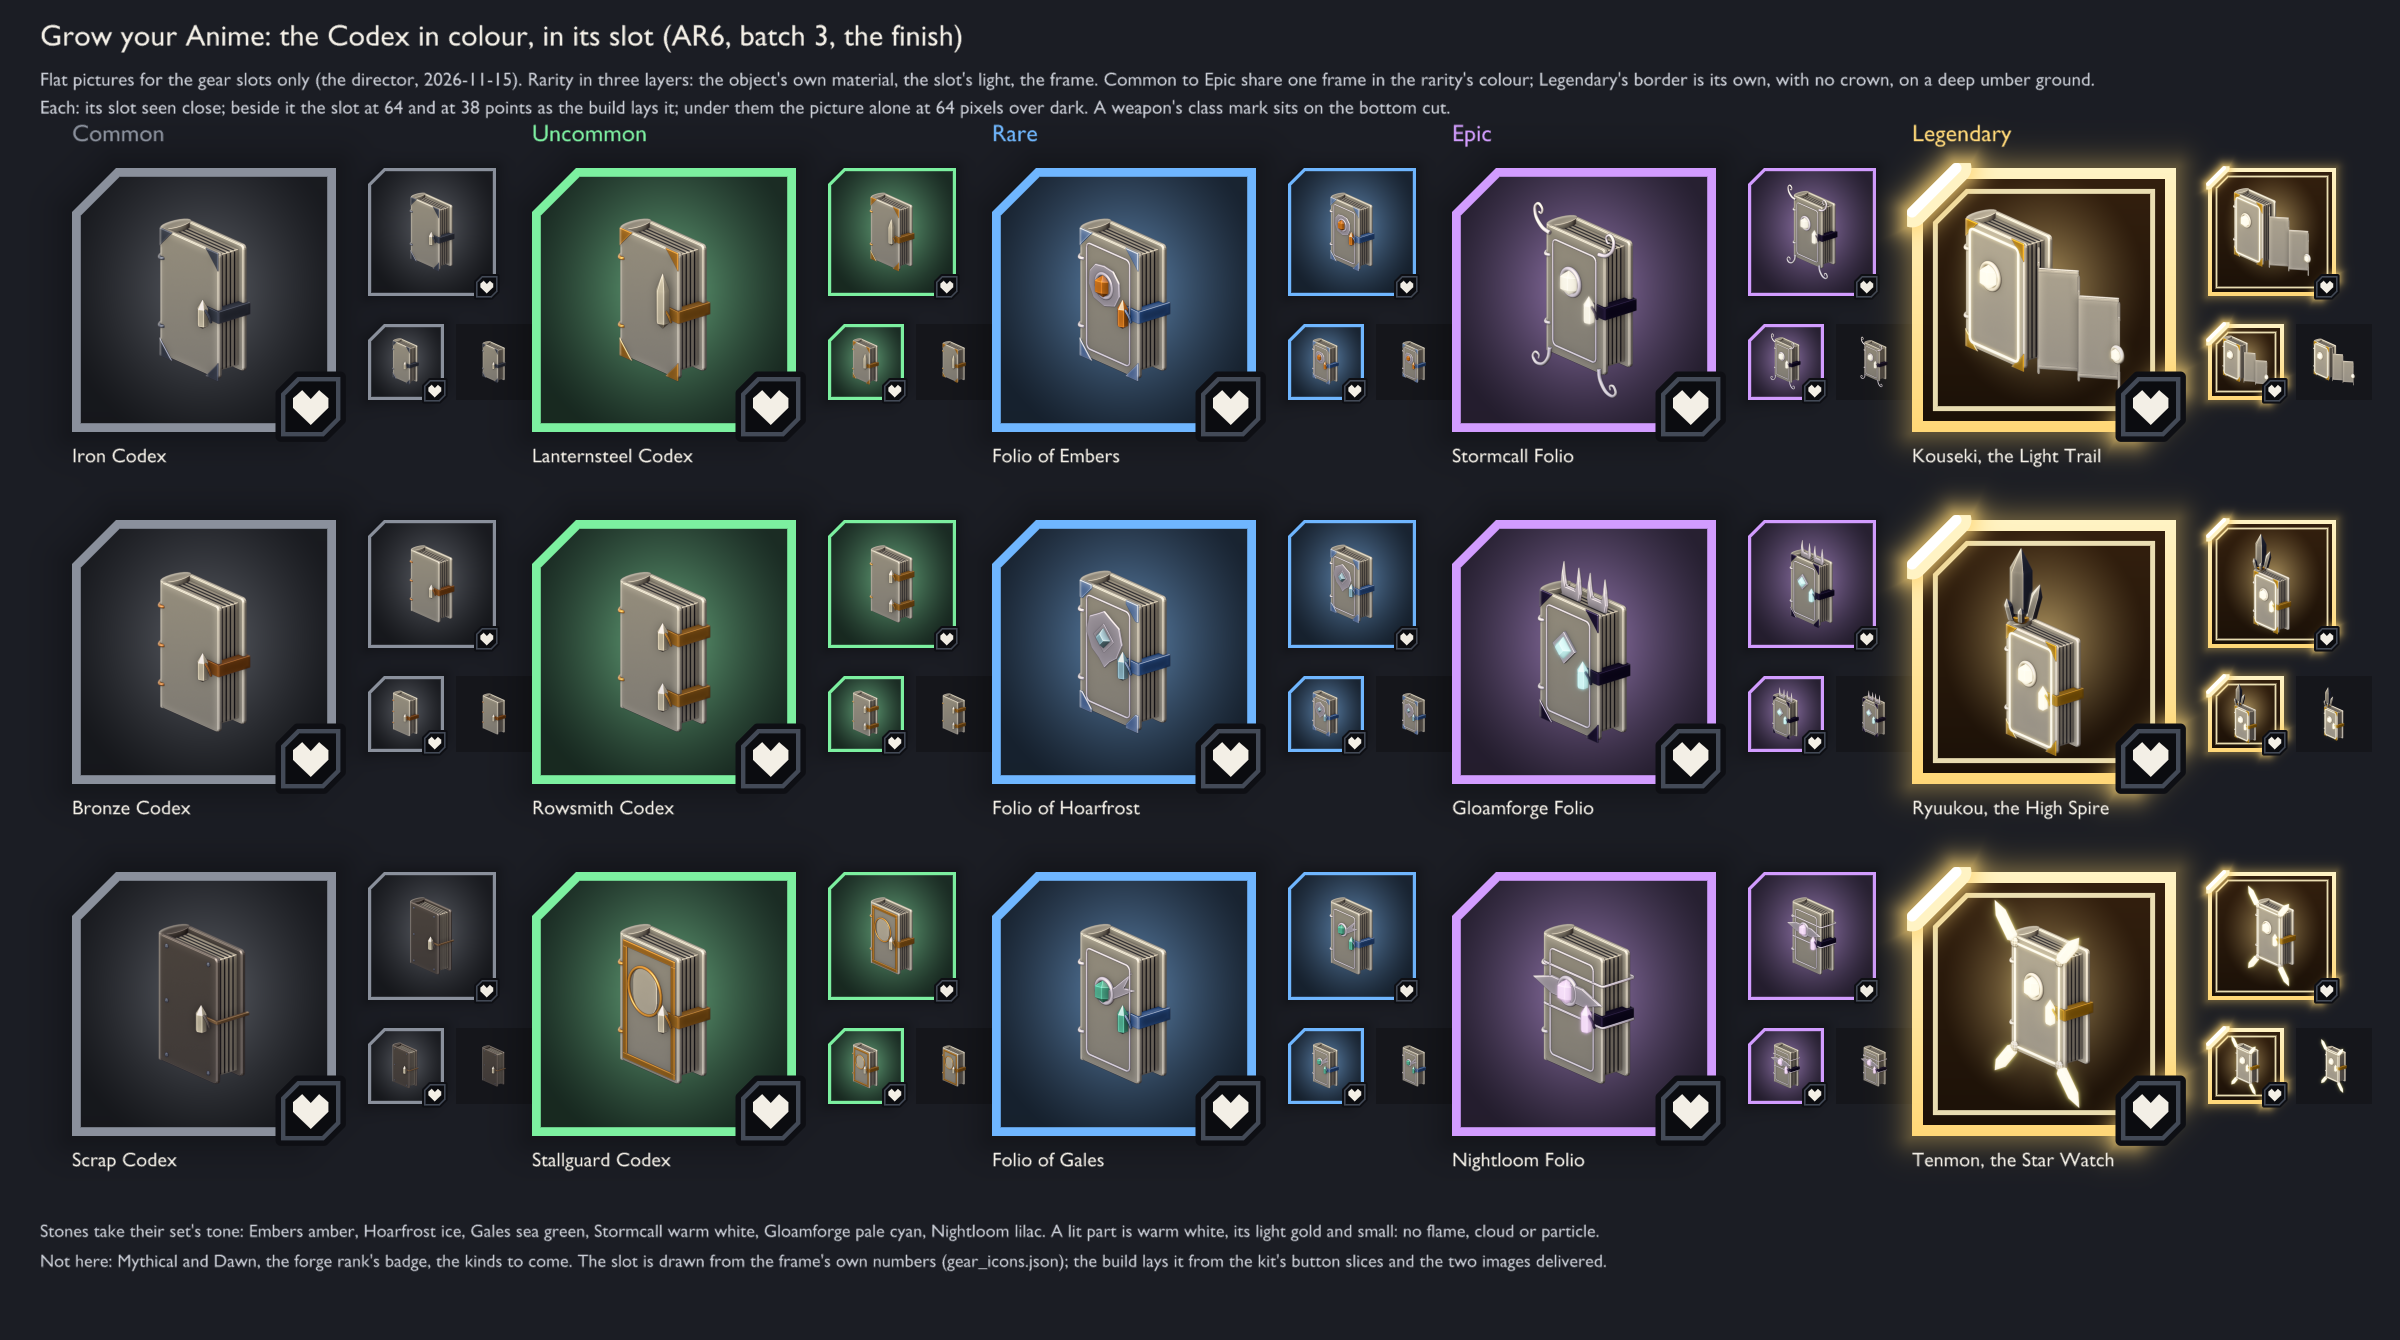 Grow your Anime: the Codex in colour, in its slot (AR6, batch 3, the finish)
Flat pictures for the gear slots only (the director, 2026-11-15). Rarity in three layers: the object's own material, the slot's light, the frame. Common to Epic share one frame in the rarity's colour; Legendary's border is its own, with no crown, on a deep umber ground.
Each: its slot seen close; beside it the slot at 64 and at 38 points as the build lays it; under them the picture alone at 64 pixels over dark. A weapon's class mark sits on the bottom cut.
Common Uncommon Rare Epic Legendary
Iron Codex Lanternsteel Codex Folio of Embers Stormcall Folio Kouseki, the Light Trail
Bronze Codex Rowsmith Codex Folio of Hoarfrost Gloamforge Folio Ryuukou, the High Spire
Scrap Codex Stallguard Codex Folio of Gales Nightloom Folio Tenmon, the Star Watch
Stones take their set's tone: Embers amber, Hoarfrost ice, Gales sea green, Stormcall warm white, Gloamforge pale cyan, Nightloom lilac. A lit part is warm white, its light gold and small: no flame, cloud or particle.
Not here: Mythical and Dawn, the forge rank's badge, the kinds to come. The slot is drawn from the frame's own numbers (gear_icons.json); the build lays it from the kit's button slices and the two images delivered.